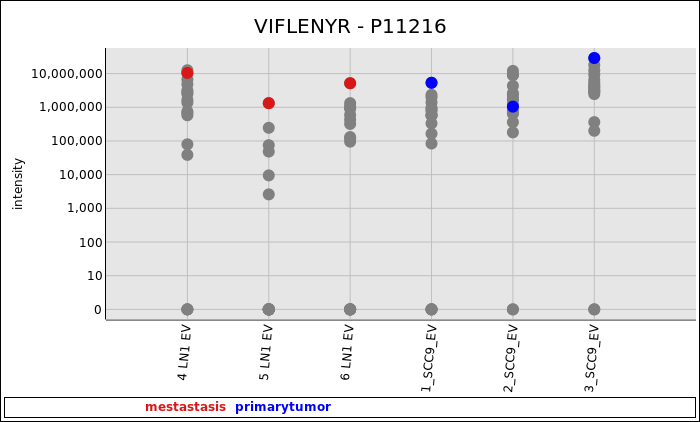 VIFLENYR - P11216
intensity
10,000,000
1,000,000
100,000
10,000
1,000
100
10
0
4 LN1 EV
5 LN1 EV
6 LN1 EV
1_SCC9_EV
2_SCC9_EV
3_SCC9_EV
mestastasis primarytumor